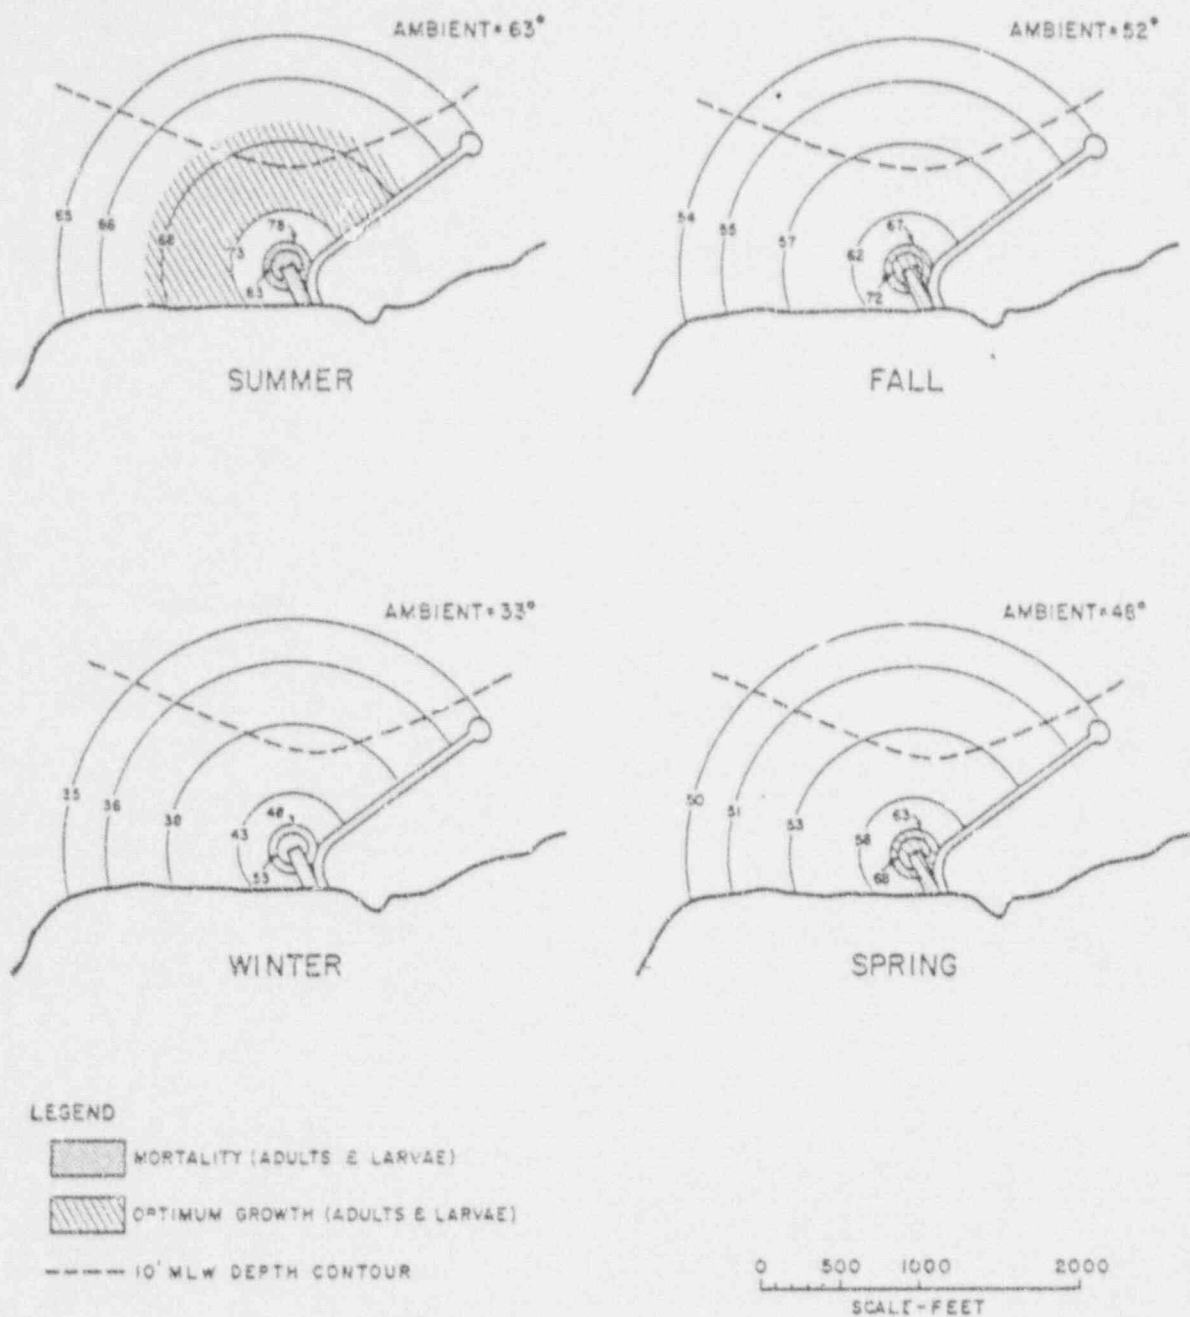 AMBIENT=63°
65
66
68
73
78
83
SUMMER
AMBIENT=52°
54
55
57
62
67
72
FALL
AMBIENT=33°
35
36
38
43
48
53
WINTER
AMBIENT=48°
50
51
53
58
63
68
SPRING
LEGEND
MORTALITY (ADULTS & LARVAE)
OPTIMUM GROWTH (ADULTS & LARVAE)
10' MLW DEPTH CONTOUR
0 500 1000 2000
SCALE-FEET